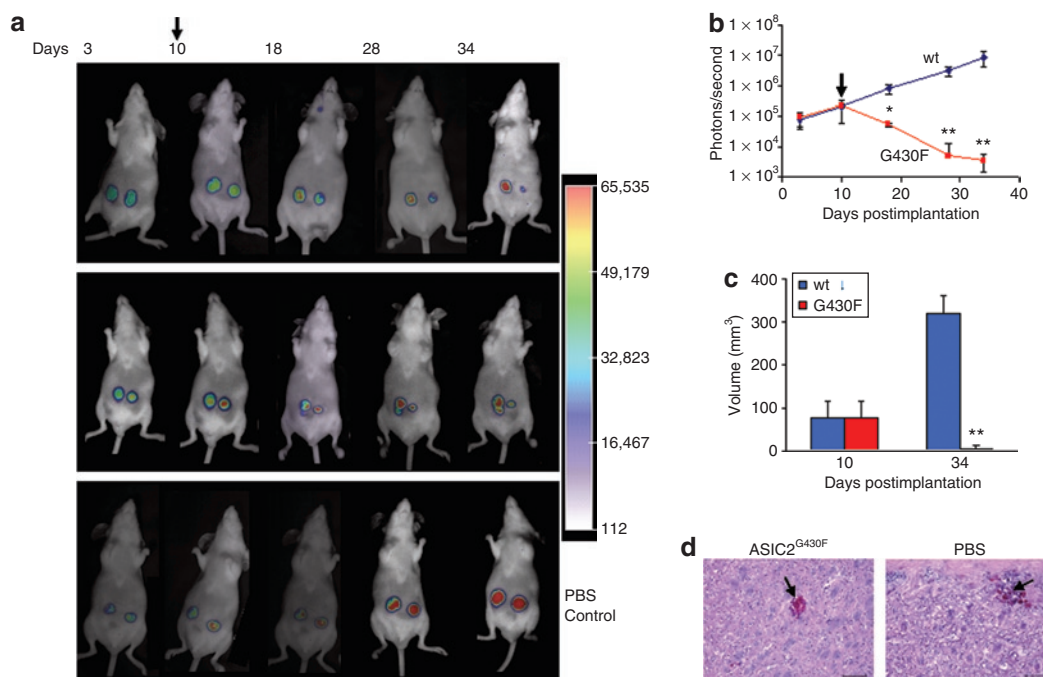 a
Days 3 10 18 28 34
65,535
49,179
32,823
16,467
112
PBS
Control
b
Photons/second
1 × 10⁸
1 × 10⁷
1 × 10⁶
1 × 10⁵
1 × 10⁴
1 × 10³
wt
*
**
**
G430F
0 10 20 30 40
Days postimplantation
c
Volume (mm³)
400
300
200
100
0
wt ↓
G430F
**
10 34
Days postimplantation
d
ASIC2ᴳ⁴³⁰ᶠ PBS